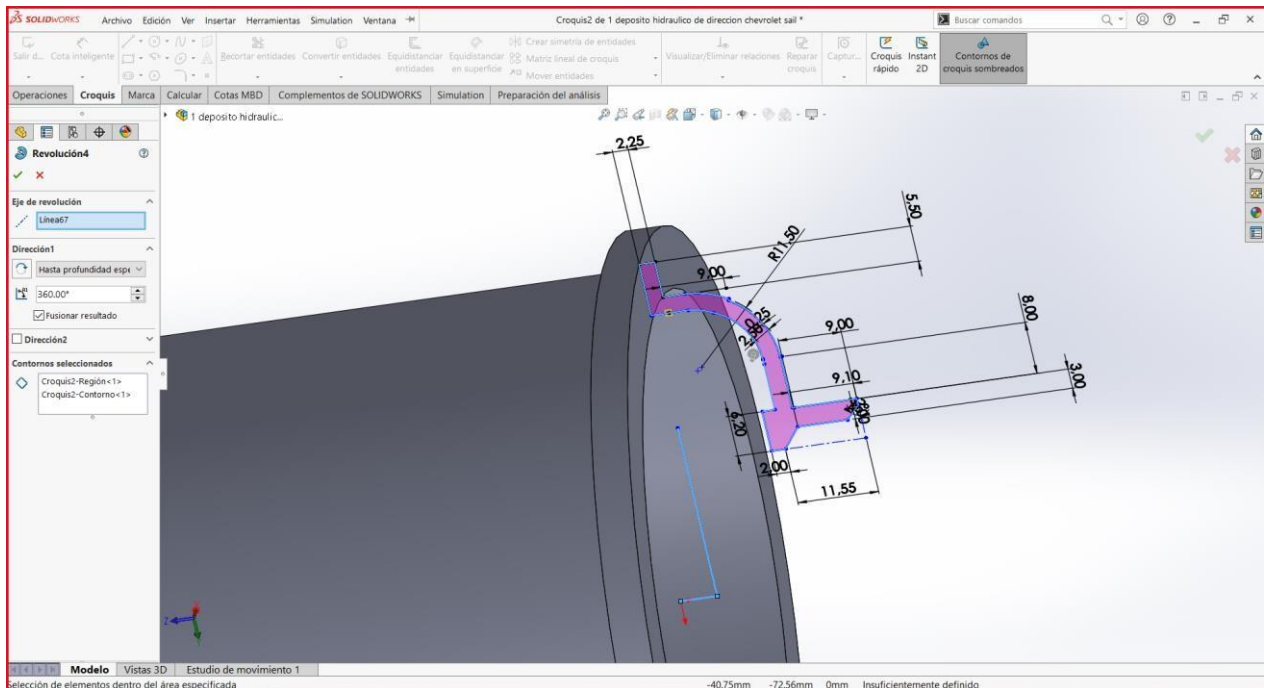 SOLIDWORKS Archivo Edición Ver Insertar Herramientas Simulation Ventana Croquis2 de 1 deposito hidraulico de direccion chevrolet sail * Buscar comandos
Salir d... Cota inteligente Recortar entidades Convertir entidades Equidistanciar entidades Equidistanciar en superficie Crear simetría de entidades
Matriz lineal de croquis
Mover entidades
Visualizar/Eliminar relaciones Reparar croquis Captur... Croquis rápido Instant 2D Contornos de croquis sombreados
Operaciones Croquis Marca Calcular Cotas MBD Complementos de SOLIDWORKS Simulation Preparación del análisis
1 deposito hidraulic...
Revolución4
Eje de revolución
Línea67
Dirección1
Hasta profundidad espe
360.00°
Fusionar resultado
Dirección2
Contornos seleccionados
Croquis2-Región<1>
Croquis2-Contorno<1>
2,25
5,50
R11,50
9,00
9,00
8,00
9,10
3,00
6,20
2,00
11,55
Z
Modelo Vistas 3D Estudio de movimiento 1
Selección de elementos dentro del área especificada -40.75mm -72.56mm 0mm Insuficientemente definido